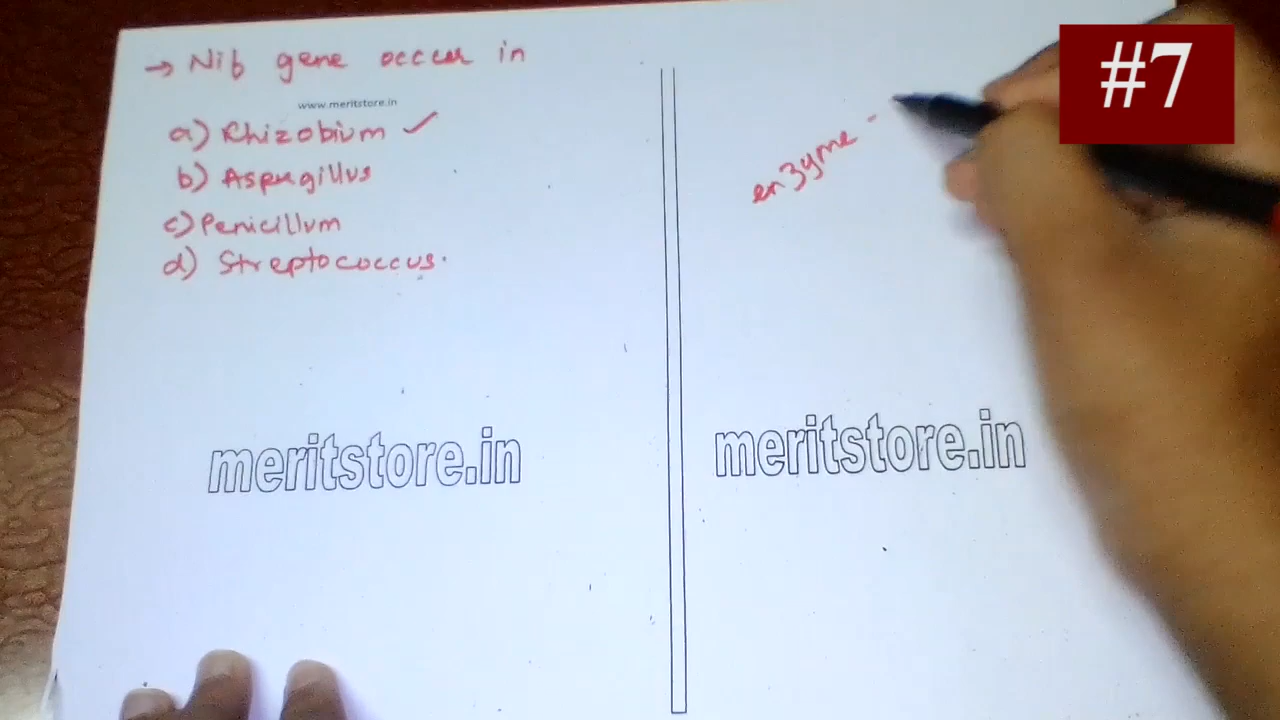 → Nif gene occur in
www.meritstore.in
a) Rhizobium ✓
b) Aspergillus
c) Penicillum
d) Streptococcus.
meritstore.in
enzyme -
meritstore.in
#7